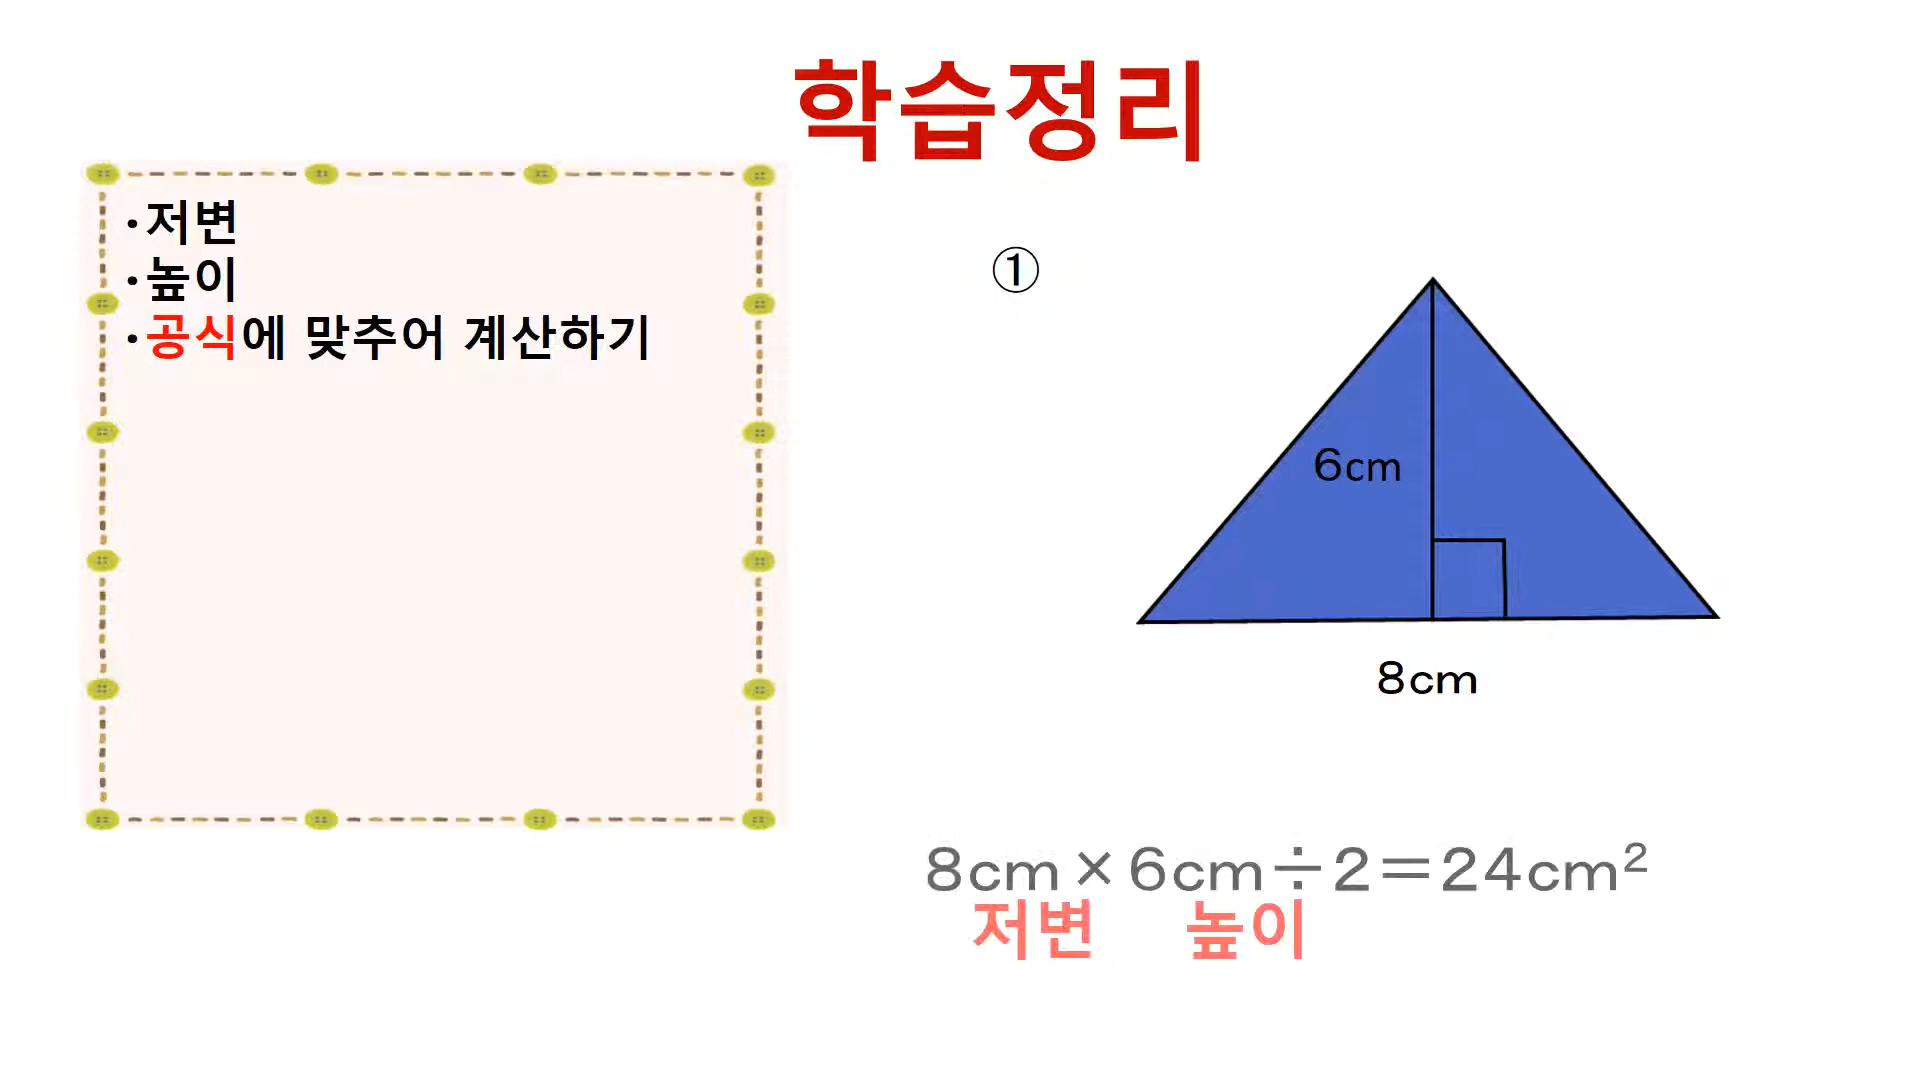 학습정리
·저변
·높이
·공식에 맞추어 계산하기
①
6cm
8cm
8cm×6cm÷2=24cm²
저변 높이